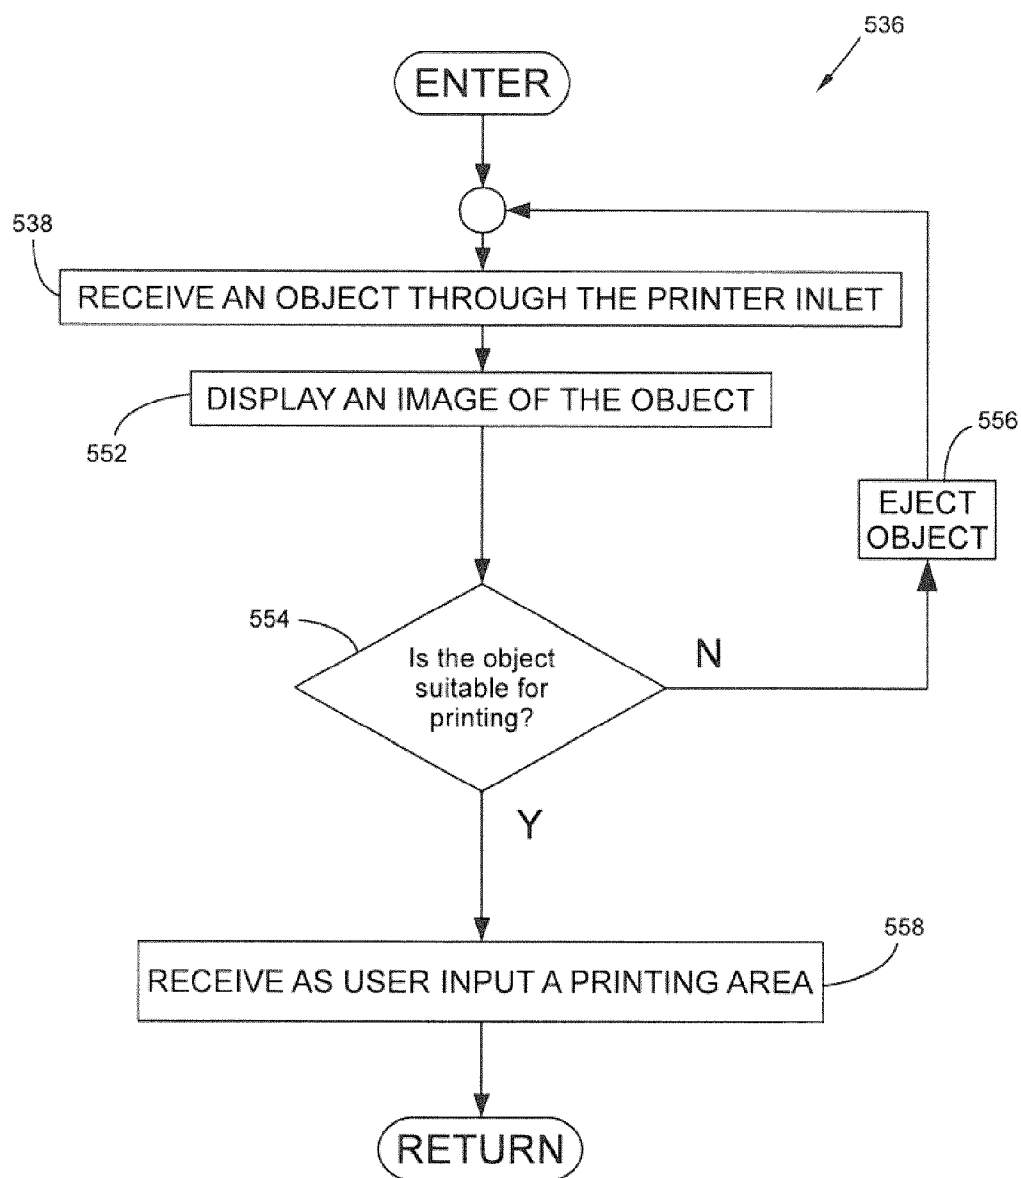 536
ENTER
538
RECEIVE AN OBJECT THROUGH THE PRINTER INLET
DISPLAY AN IMAGE OF THE OBJECT
552
556
EJECT
OBJECT
554
Is the object
suitable for
printing?
N
Y
558
RECEIVE AS USER INPUT A PRINTING AREA
RETURN